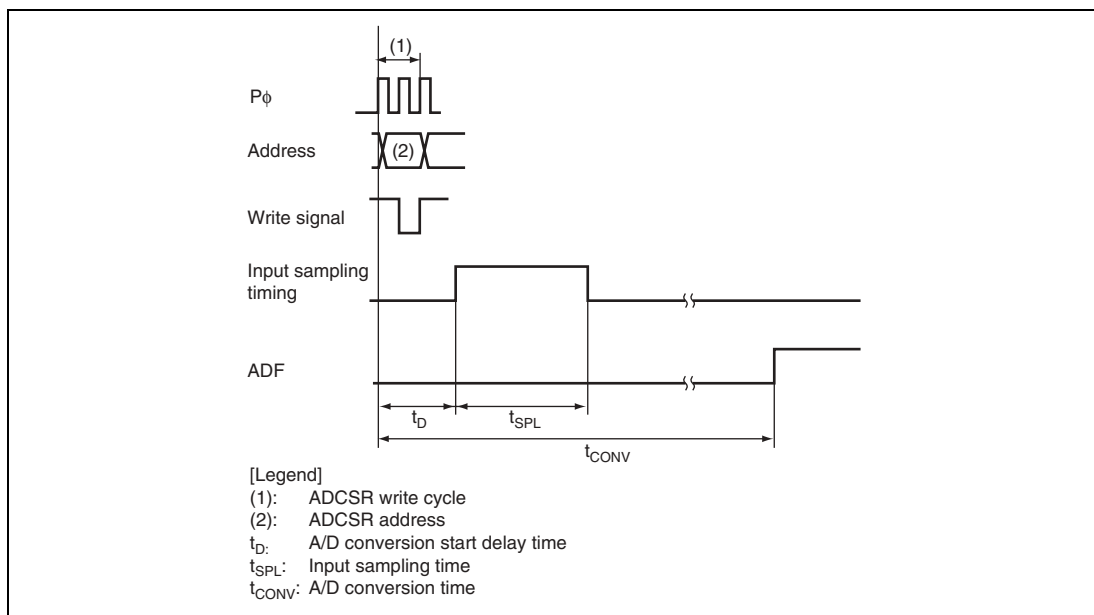 (1)
Pϕ
Address
(2)
Write signal
Input sampling
timing
ADF
tD
tSPL
tCONV
[Legend]
(1): ADCSR write cycle
(2): ADCSR address
tD: A/D conversion start delay time
tSPL: Input sampling time
tCONV: A/D conversion time